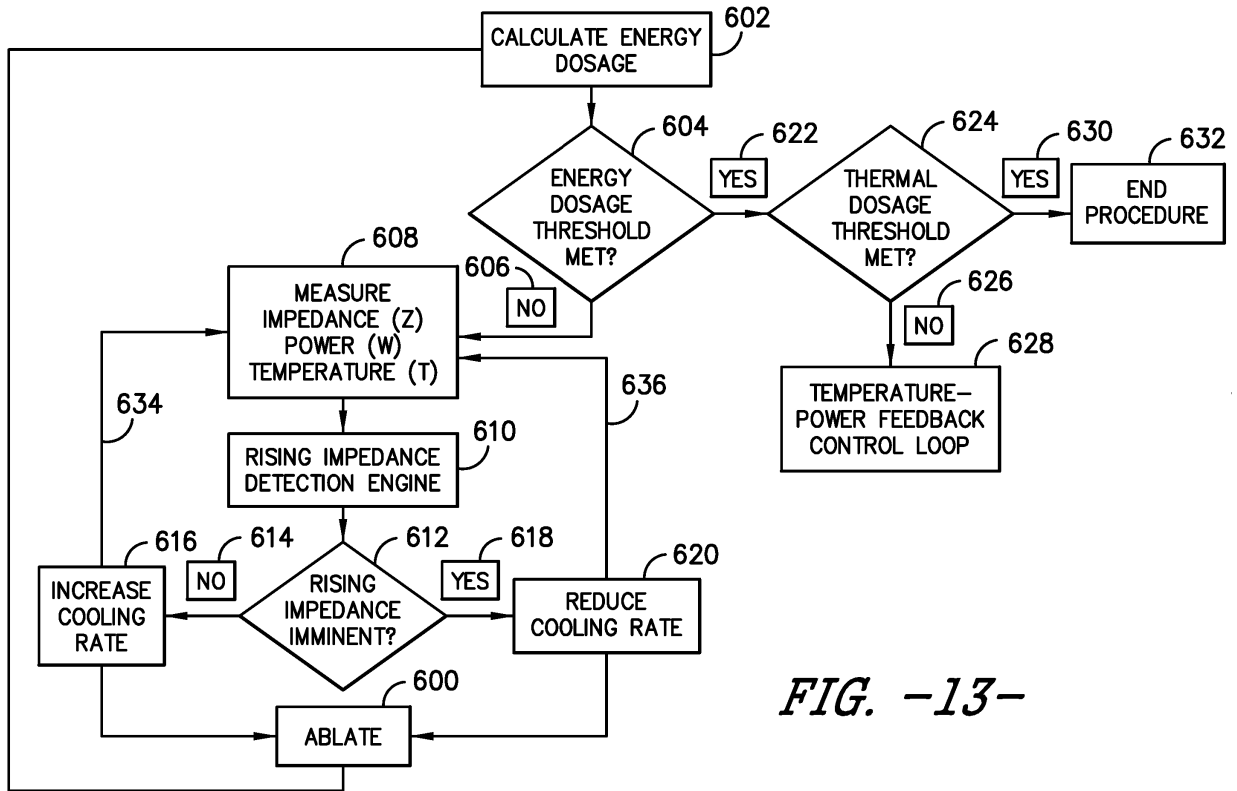 602
CALCULATE ENERGY
DOSAGE
604
622
624
630
632
ENERGY
DOSAGE
THRESHOLD
MET?
YES
THERMAL
DOSAGE
THRESHOLD
MET?
YES
END
PROCEDURE
608
606
NO
626
NO
MEASURE
IMPEDANCE (Z)
POWER (W)
TEMPERATURE (T)
628
TEMPERATURE–
POWER FEEDBACK
CONTROL LOOP
634
636
610
RISING IMPEDANCE
DETECTION ENGINE
616
614
612
618
620
INCREASE
COOLING
RATE
NO
RISING
IMPEDANCE
IMMINENT?
YES
REDUCE
COOLING RATE
600
ABLATE
FIG. -13-